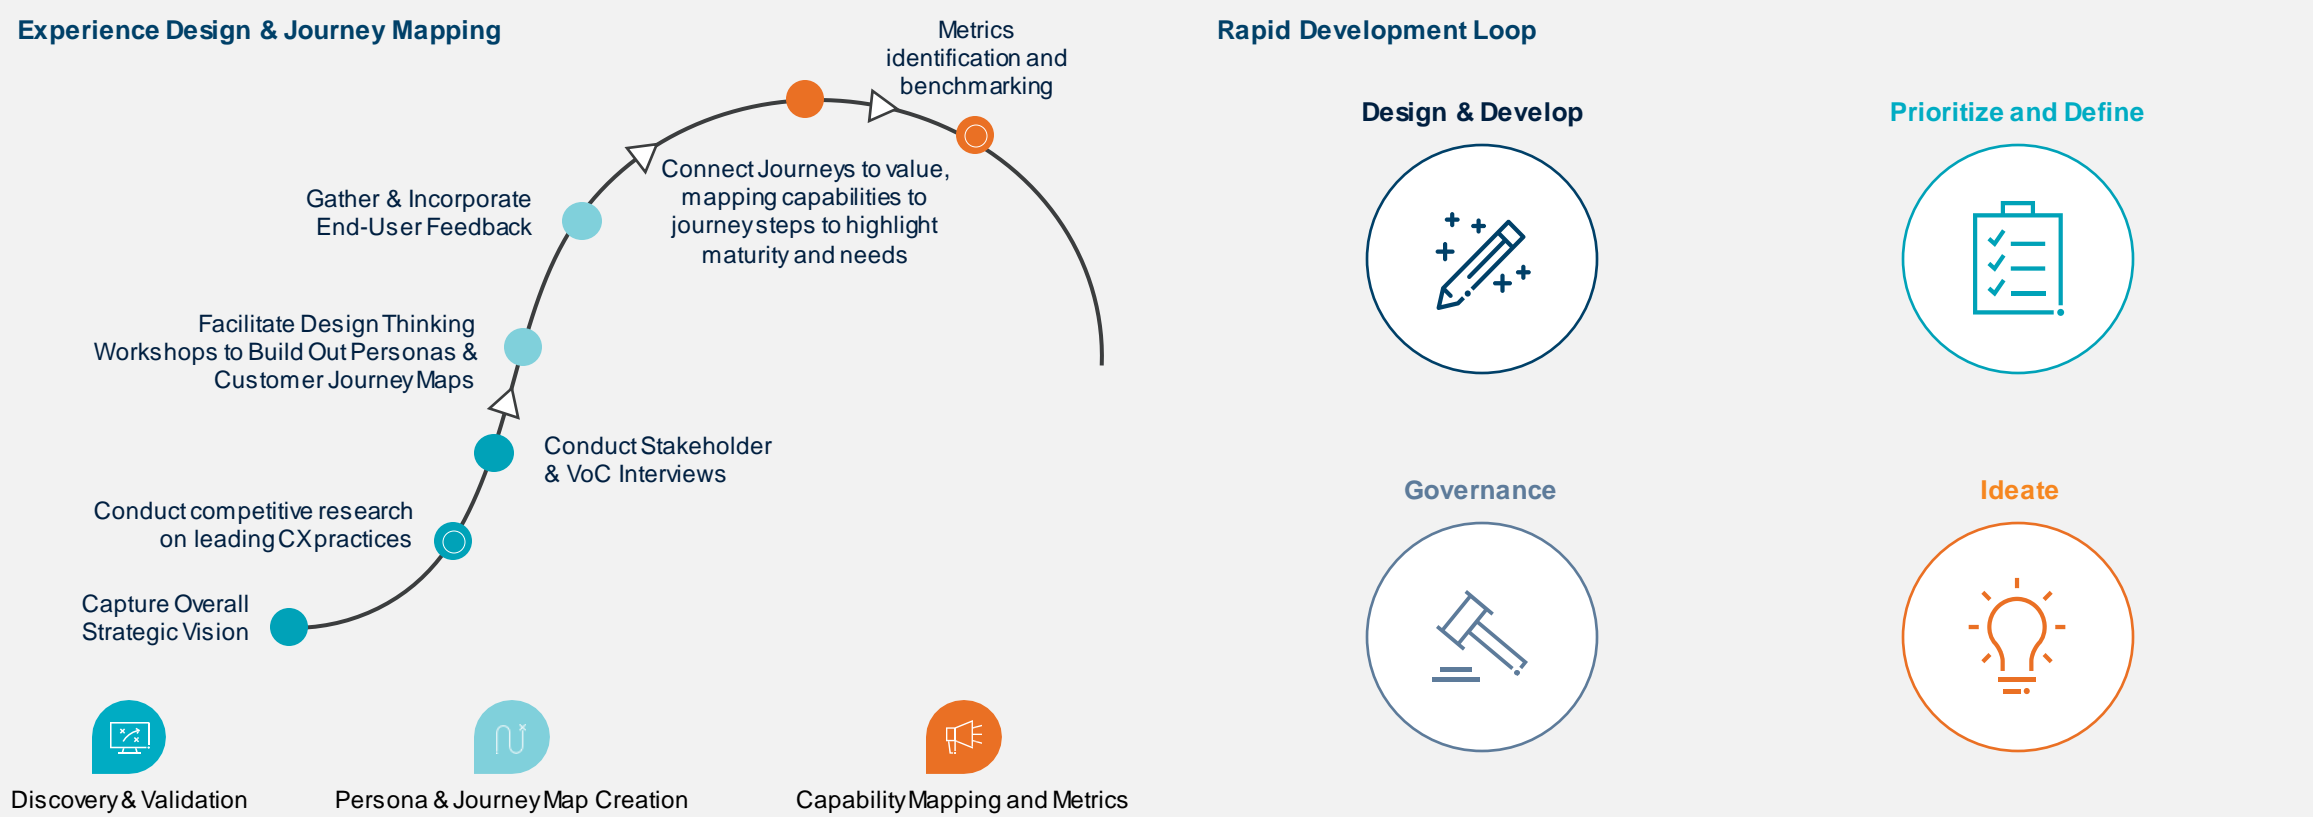 Experience Design & Journey Mapping
Metrics
identification and
benchmarking
Connect Journeys to value,
mapping capabilities to
journey steps to highlight
maturity and needs
Gather & Incorporate
End-User Feedback
Facilitate Design Thinking
Workshops to Build Out Personas &
Customer Journey Maps
Conduct Stakeholder
& VoC Interviews
Conduct competitive research
on leading CX practices
Capture Overall
Strategic Vision
Discovery & Validation
Persona & Journey Map Creation
Capability Mapping and Metrics
Rapid Development Loop
Design & Develop
Prioritize and Define
Governance
Ideate